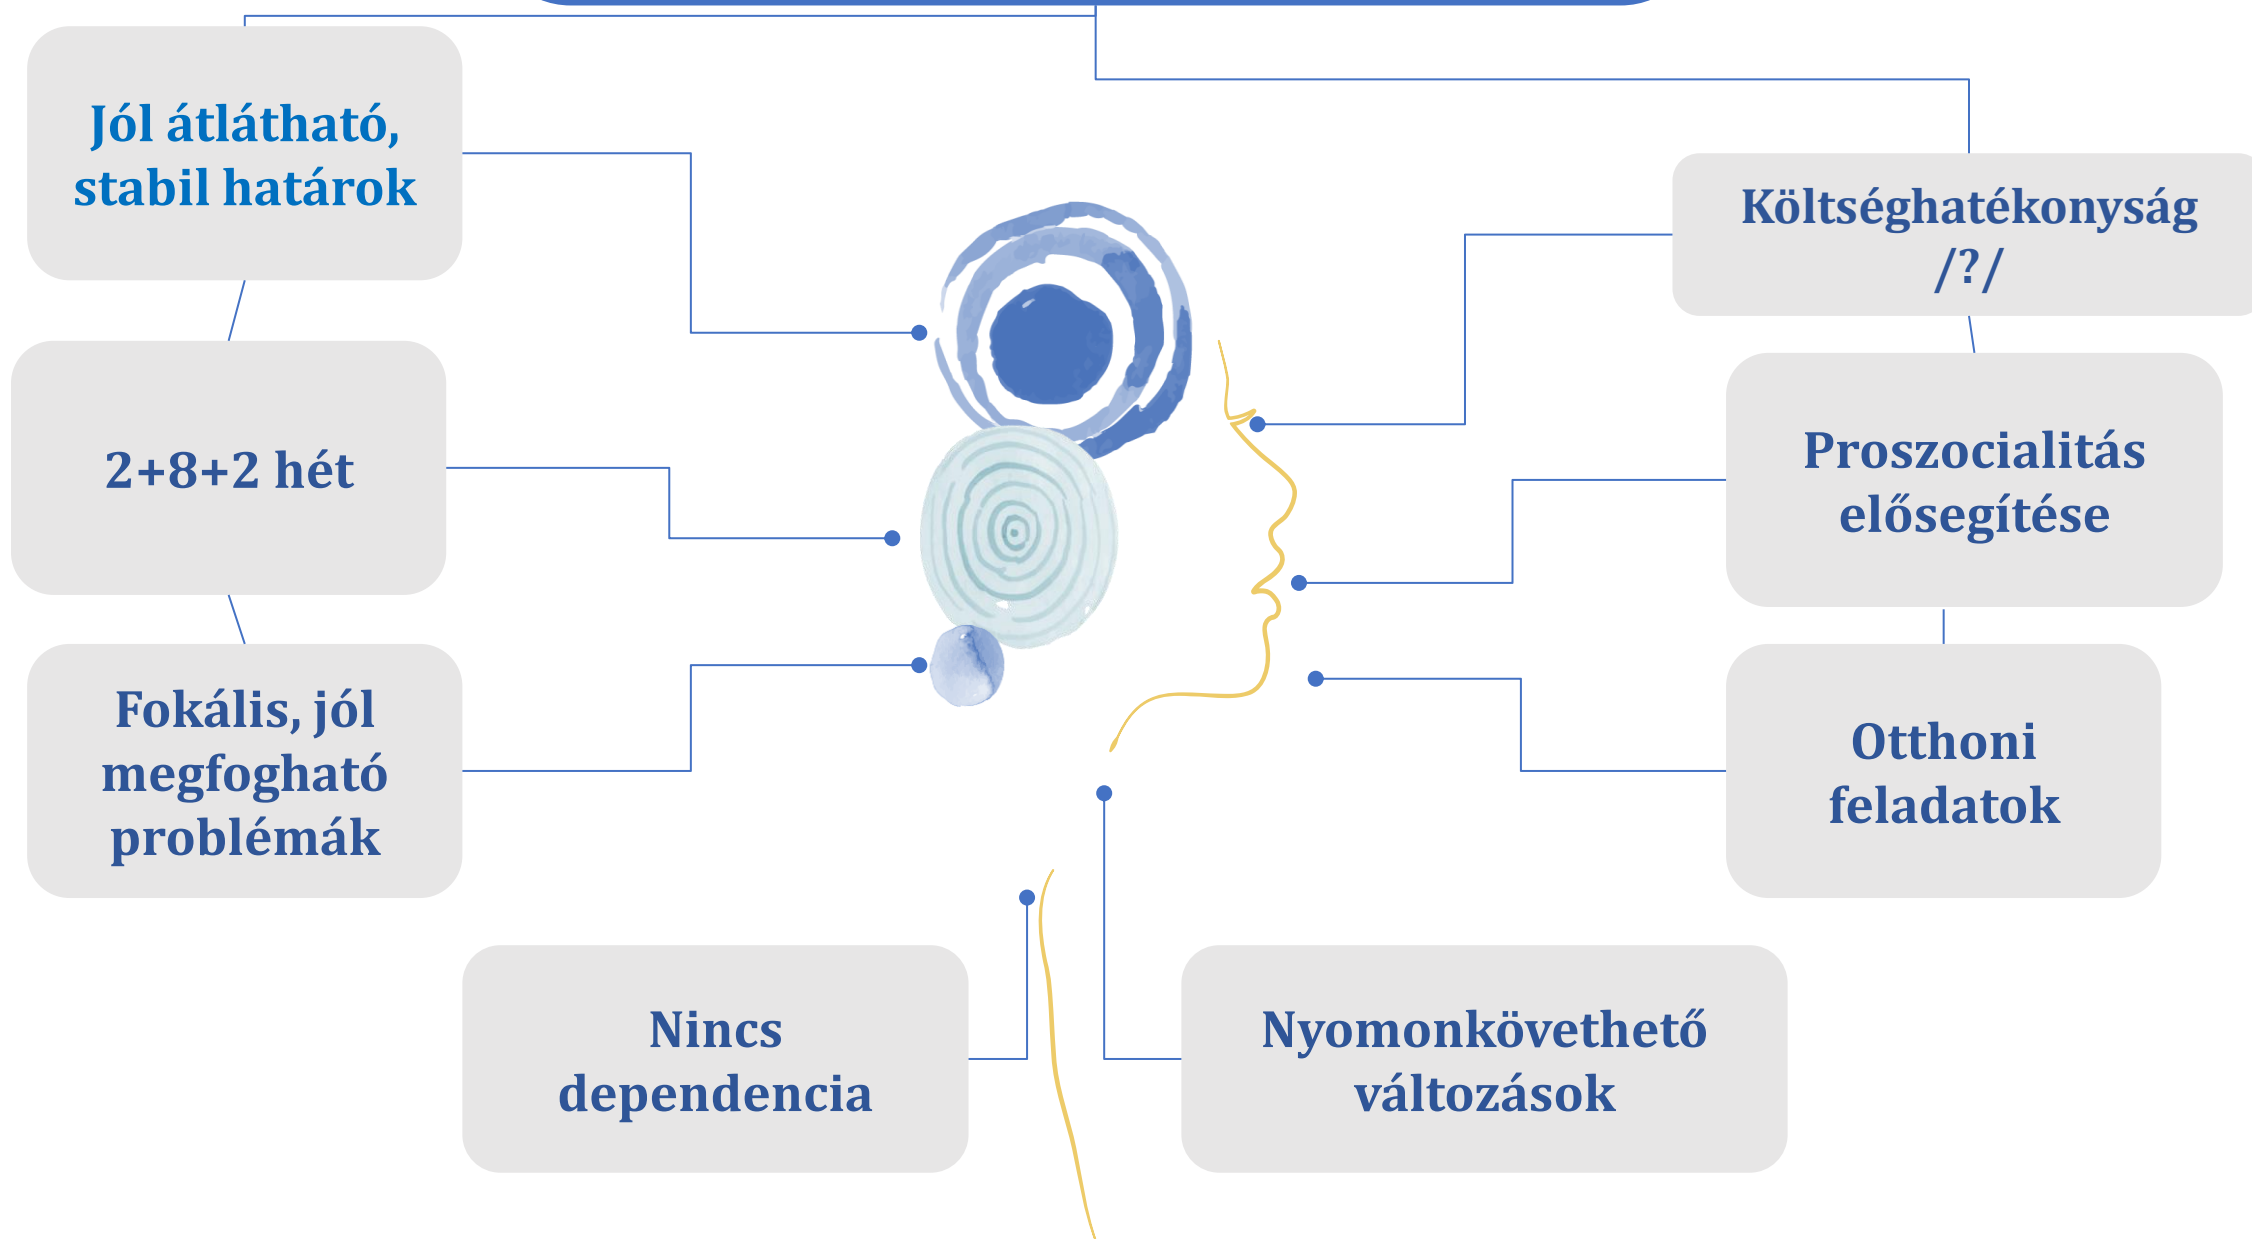 Jól átlátható,
stabil határok
2+8+2 hét
Fokális, jól
megfogható
problémák
Költséghatékonyság
/?/
Proszocialitás
elősegítése
Otthoni
feladatok
Nincs
dependencia
Nyomonkövethető
változások